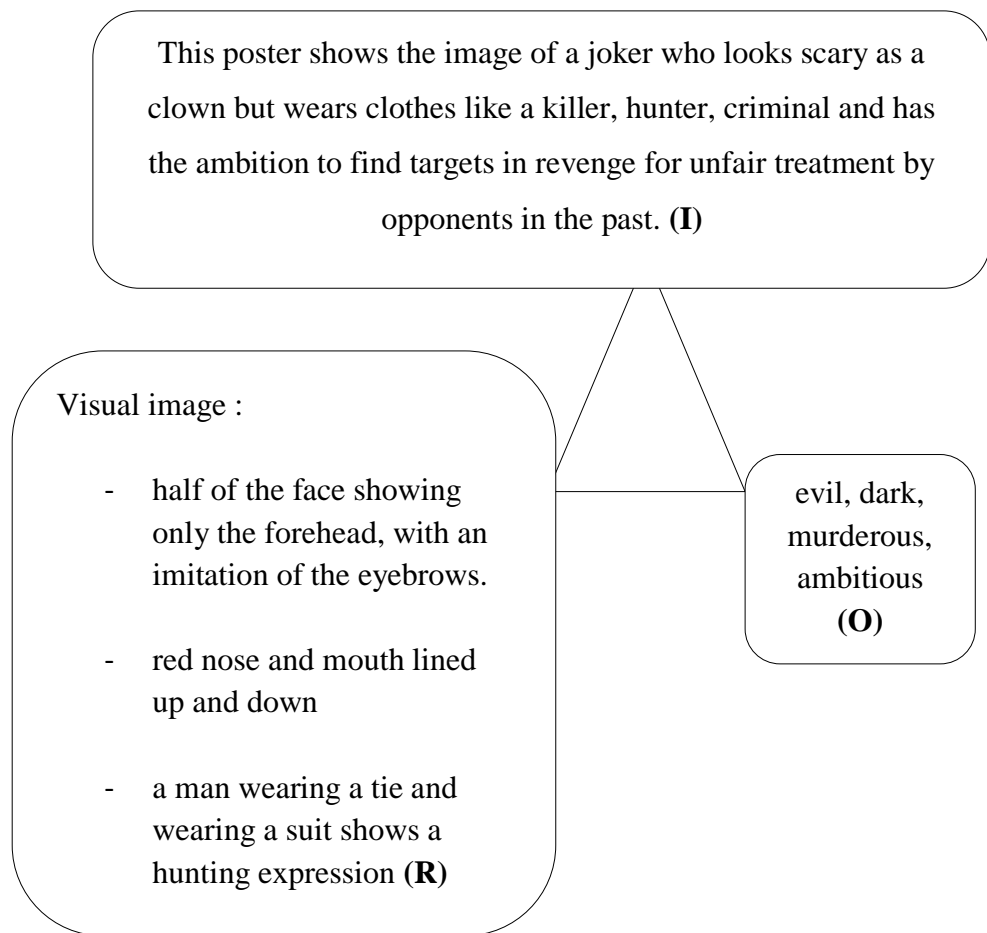 This poster shows the image of a joker who looks scary as a
clown but wears clothes like a killer, hunter, criminal and has
the ambition to find targets in revenge for unfair treatment by
opponents in the past. (I)
Visual image :
- half of the face showing
only the forehead, with an
imitation of the eyebrows.
- red nose and mouth lined
up and down
- a man wearing a tie and
wearing a suit shows a
hunting expression (R)
evil, dark,
murderous,
ambitious
(O)